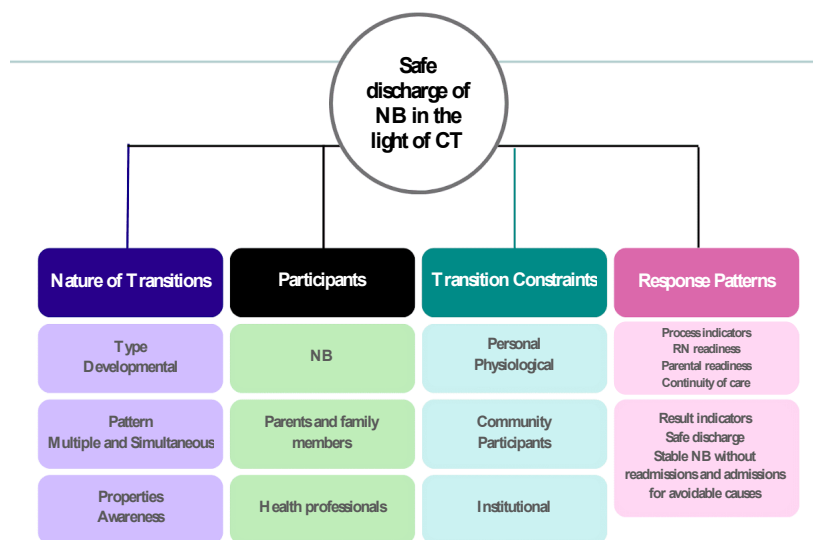 Safe
discharge of
NB in the
light of CT
Nature of Transitions
Type
Developmental
Pattern
Multiple and Simultaneous
Properties
Awareness
Participants
NB
Parents and family
members
Health professionals
Transition Constraints
Personal
Physiological
Community
Participants
Institutional
Response Patterns
Process indicators
RN readiness
Parental readiness
Continuity of care
Result indicators
Safe discharge
Stable NB without
readmissions and admissions
for avoidable causes